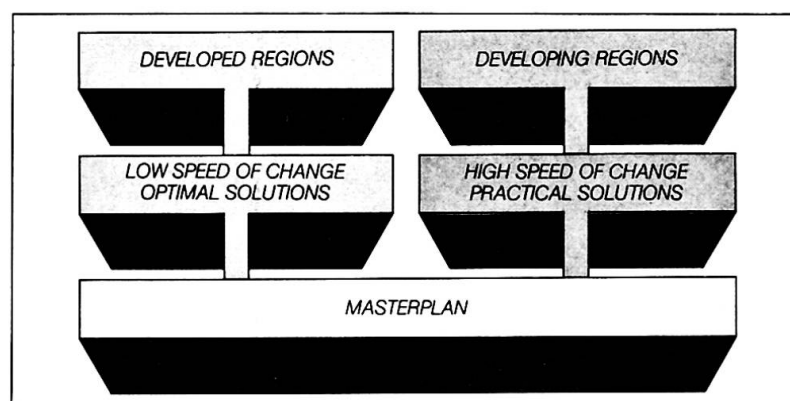 DEVELOPED REGIONS
DEVELOPING REGIONS
LOW SPEED OF CHANGE
OPTIMAL SOLUTIONS
HIGH SPEED OF CHANGE
PRACTICAL SOLUTIONS
MASTERPLAN